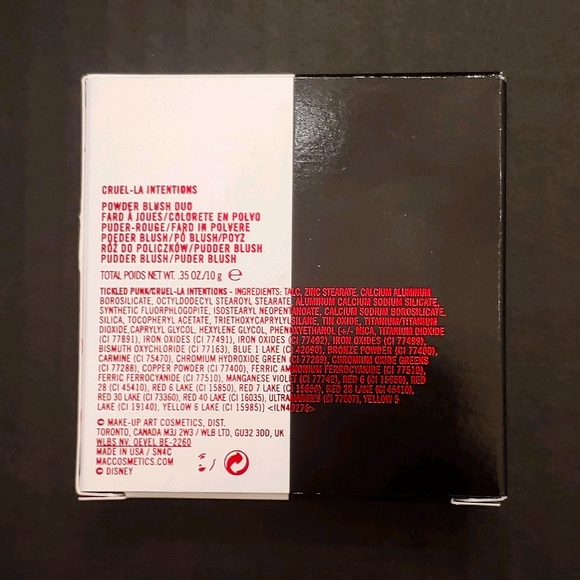 CRUEL-LA INTENTIONS
POWDER BLUSH DUO
FARD À JOUES/COLORETE EN POLVO
PUDER-ROUGE/FARD IN POLVERE
POEDER BLUSH/PÓ BLUSH/POYZ
RÓŻ DO POLICZKÓW/PUDDER BLUSH
PUDDER BLUSH/PUDER BLUSH
TOTAL POIDS NET WT. .35 OZ/10 g ℮
TICKLED PUNK/CRUEL-LA INTENTIONS - INGREDIENTS: TALC, ZINC STEARATE, CALCIUM ALUMINUM
BOROSILICATE, OCTYLDODECYL STEAROYL STEARATE, ALUMINUM CALCIUM SODIUM SILICATE,
SYNTHETIC FLUORPHLOGOPITE, ISOSTEARYL NEOPENTANOATE, CALCIUM SODIUM BOROSILICATE,
SILICA, TOCOPHERYL ACETATE, TRIETHOXYCAPRYLYLSILANE, TIN OXIDE, TITANIUM/TITANIUM
DIOXIDE,CAPRYLYL GLYCOL, HEXYLENE GLYCOL, PHENOXYETHANOL [+/- MICA, TITANIUM DIOXIDE
(CI 77891), IRON OXIDES (CI 77491), IRON OXIDES (CI 77492), IRON OXIDES (CI 77499),
BISMUTH OXYCHLORIDE (CI 77163), BLUE 1 LAKE (CI 42090), BRONZE POWDER (CI 77400),
CARMINE (CI 75470), CHROMIUM HYDROXIDE GREEN (CI 77289), CHROMIUM OXIDE GREENS
(CI 77288), COPPER POWDER (CI 77400), FERRIC AMMONIUM FERROCYANIDE (CI 77510),
FERRIC FERROCYANIDE (CI 77510), MANGANESE VIOLET (CI 77742), RED 6 (CI 15850), RED
28 (CI 45410), RED 6 LAKE (CI 15850), RED 7 LAKE (CI 15850), RED 28 LAKE (CI 45410),
RED 30 LAKE (CI 73360), RED 40 LAKE (CI 16035), ULTRAMARINES (CI 77007), YELLOW 5
LAKE (CI 19140), YELLOW 6 LAKE (CI 15985)] <ILN46276>
© MAKE-UP ART COSMETICS, DIST.
TORONTO, CANADA M3J 2W3 / WLB LTD, GU32 3DD, UK
WLBS NV. OEVEL BE-2260
MADE IN USA / SN4C
MACCOSMETICS.COM
© DISNEY